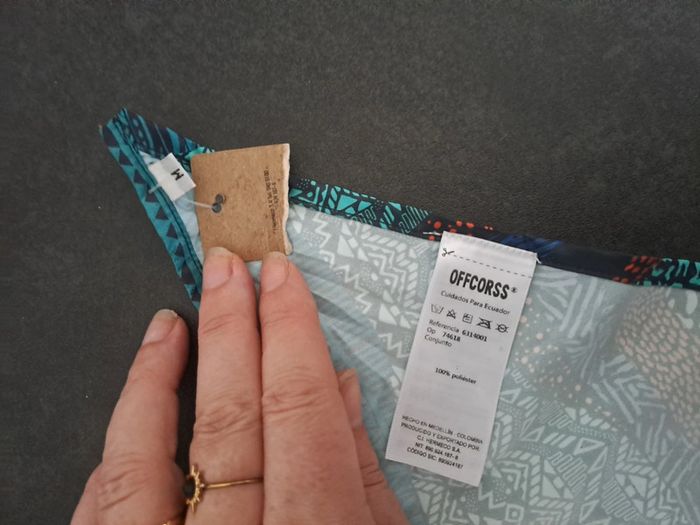 M
OFFCORSS®
Cuidados Para Ecuador
Referencia 6314001
Op 74618
Conjunto
100% poliéster
HECHO EN MEDELLÍN - COLOMBIA
PRODUCIDO Y EXPORTADO POR:
C.I. HERMECO S.A.
NIT: 890.924.167-6
CÓDIGO SIC: 890924167